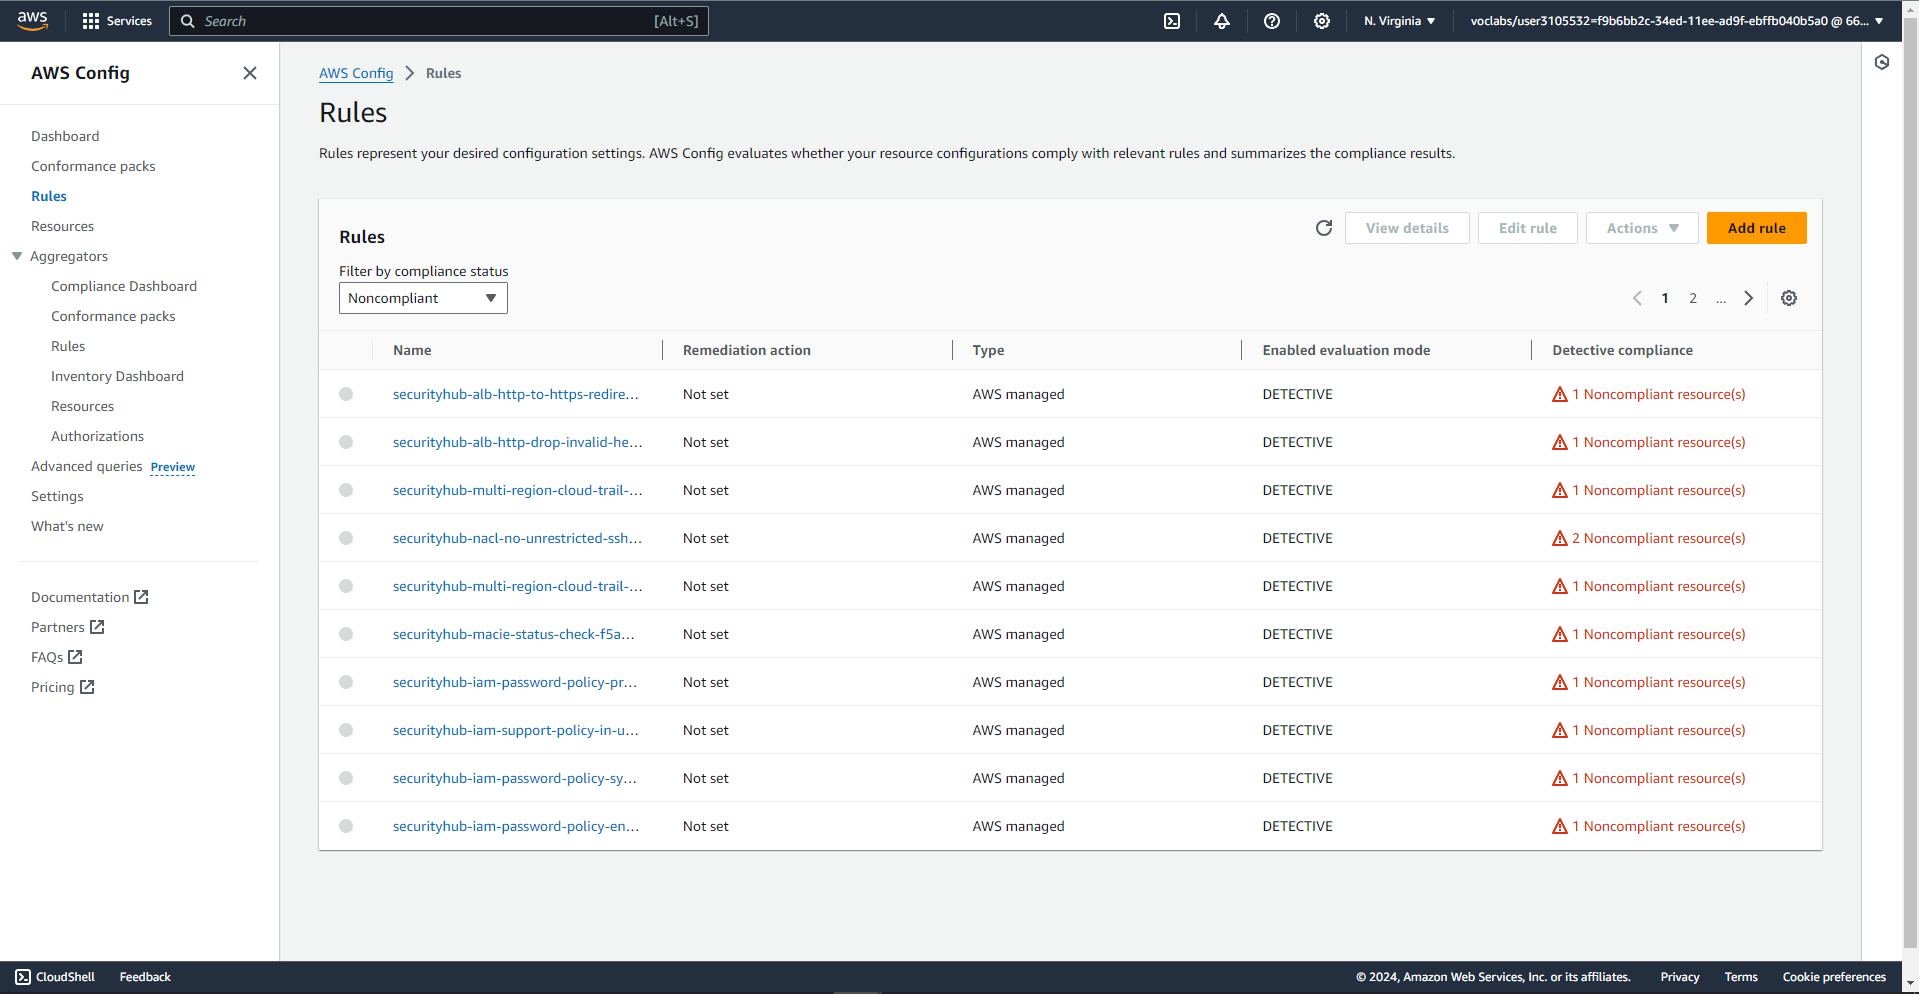 aws
Services
Search
[Alt+S]
N. Virginia
voclabs/user3105532=f9b6bb2c-34ed-11ee-ad9f-ebffb040b5a0 @ 66...
AWS Config
Dashboard
Conformance packs
Rules
Resources
Aggregators
Compliance Dashboard
Conformance packs
Rules
Inventory Dashboard
Resources
Authorizations
Advanced queries Preview
Settings
What's new
Documentation
Partners
FAQs
Pricing
AWS Config > Rules
Rules
Rules represent your desired configuration settings. AWS Config evaluates whether your resource configurations comply with relevant rules and summarizes the compliance results.
Rules
View details
Edit rule
Actions
Add rule
Filter by compliance status
Noncompliant
1 2 ...
Name Remediation action Type Enabled evaluation mode Detective compliance
securityhub-alb-http-to-https-redire... Not set AWS managed DETECTIVE 1 Noncompliant resource(s)
securityhub-alb-http-drop-invalid-he... Not set AWS managed DETECTIVE 1 Noncompliant resource(s)
securityhub-multi-region-cloud-trail-... Not set AWS managed DETECTIVE 1 Noncompliant resource(s)
securityhub-nacl-no-unrestricted-ssh... Not set AWS managed DETECTIVE 2 Noncompliant resource(s)
securityhub-multi-region-cloud-trail-... Not set AWS managed DETECTIVE 1 Noncompliant resource(s)
securityhub-macie-status-check-f5a... Not set AWS managed DETECTIVE 1 Noncompliant resource(s)
securityhub-iam-password-policy-pr... Not set AWS managed DETECTIVE 1 Noncompliant resource(s)
securityhub-iam-support-policy-in-u... Not set AWS managed DETECTIVE 1 Noncompliant resource(s)
securityhub-iam-password-policy-sy... Not set AWS managed DETECTIVE 1 Noncompliant resource(s)
securityhub-iam-password-policy-en... Not set AWS managed DETECTIVE 1 Noncompliant resource(s)
CloudShell
Feedback
© 2024, Amazon Web Services, Inc. or its affiliates.
Privacy
Terms
Cookie preferences